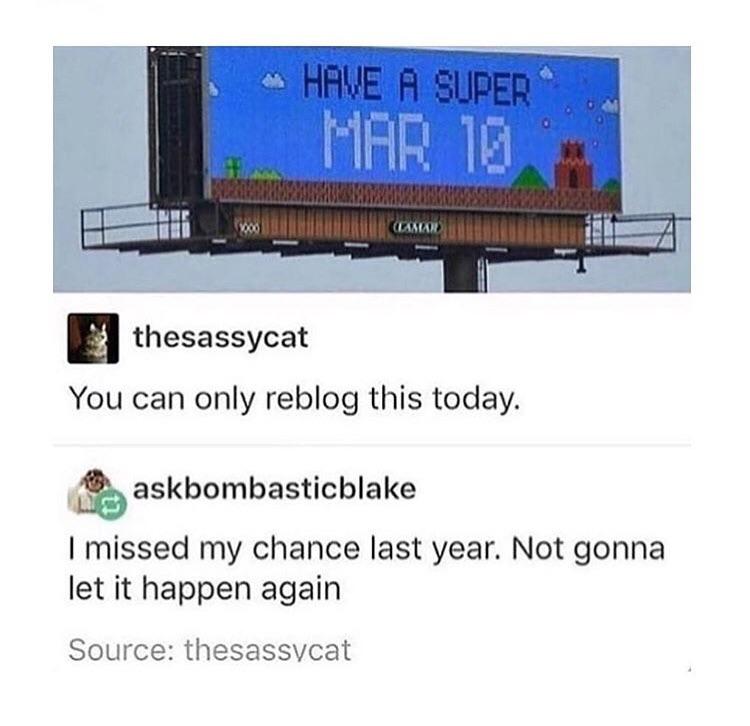 HAVE A SUPER
MAR 10
1000
LAMAR
thesassycat
You can only reblog this today.
askbombasticblake
I missed my chance last year. Not gonna
let it happen again
Source: thesassycat